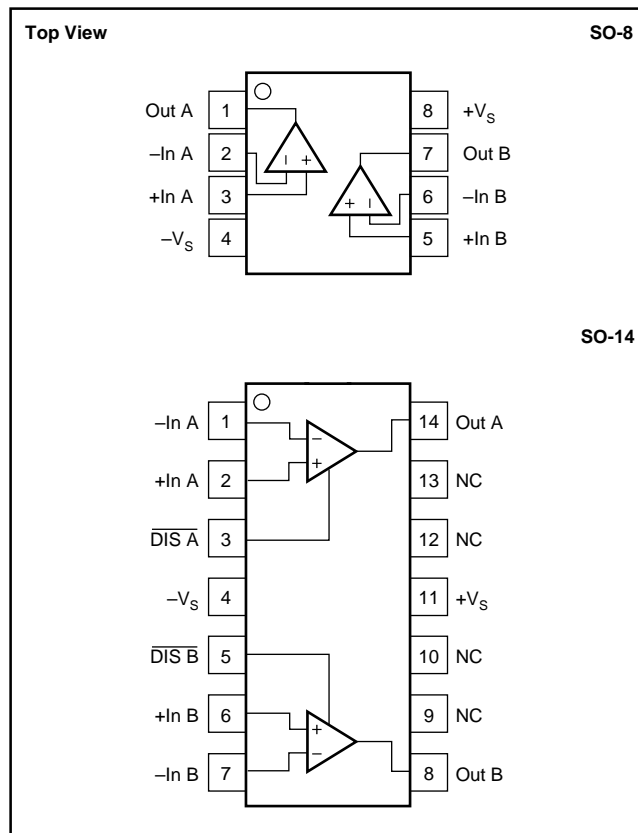 Top View SO-8
Out A 1 8 +VS
–In A 2 7 Out B
+In A 3 6 –In B
–VS 4 5 +In B
SO-14
–In A 1 14 Out A
+In A 2 13 NC
DIS A 3 12 NC
–VS 4 11 +VS
DIS B 5 10 NC
+In B 6 9 NC
–In B 7 8 Out B